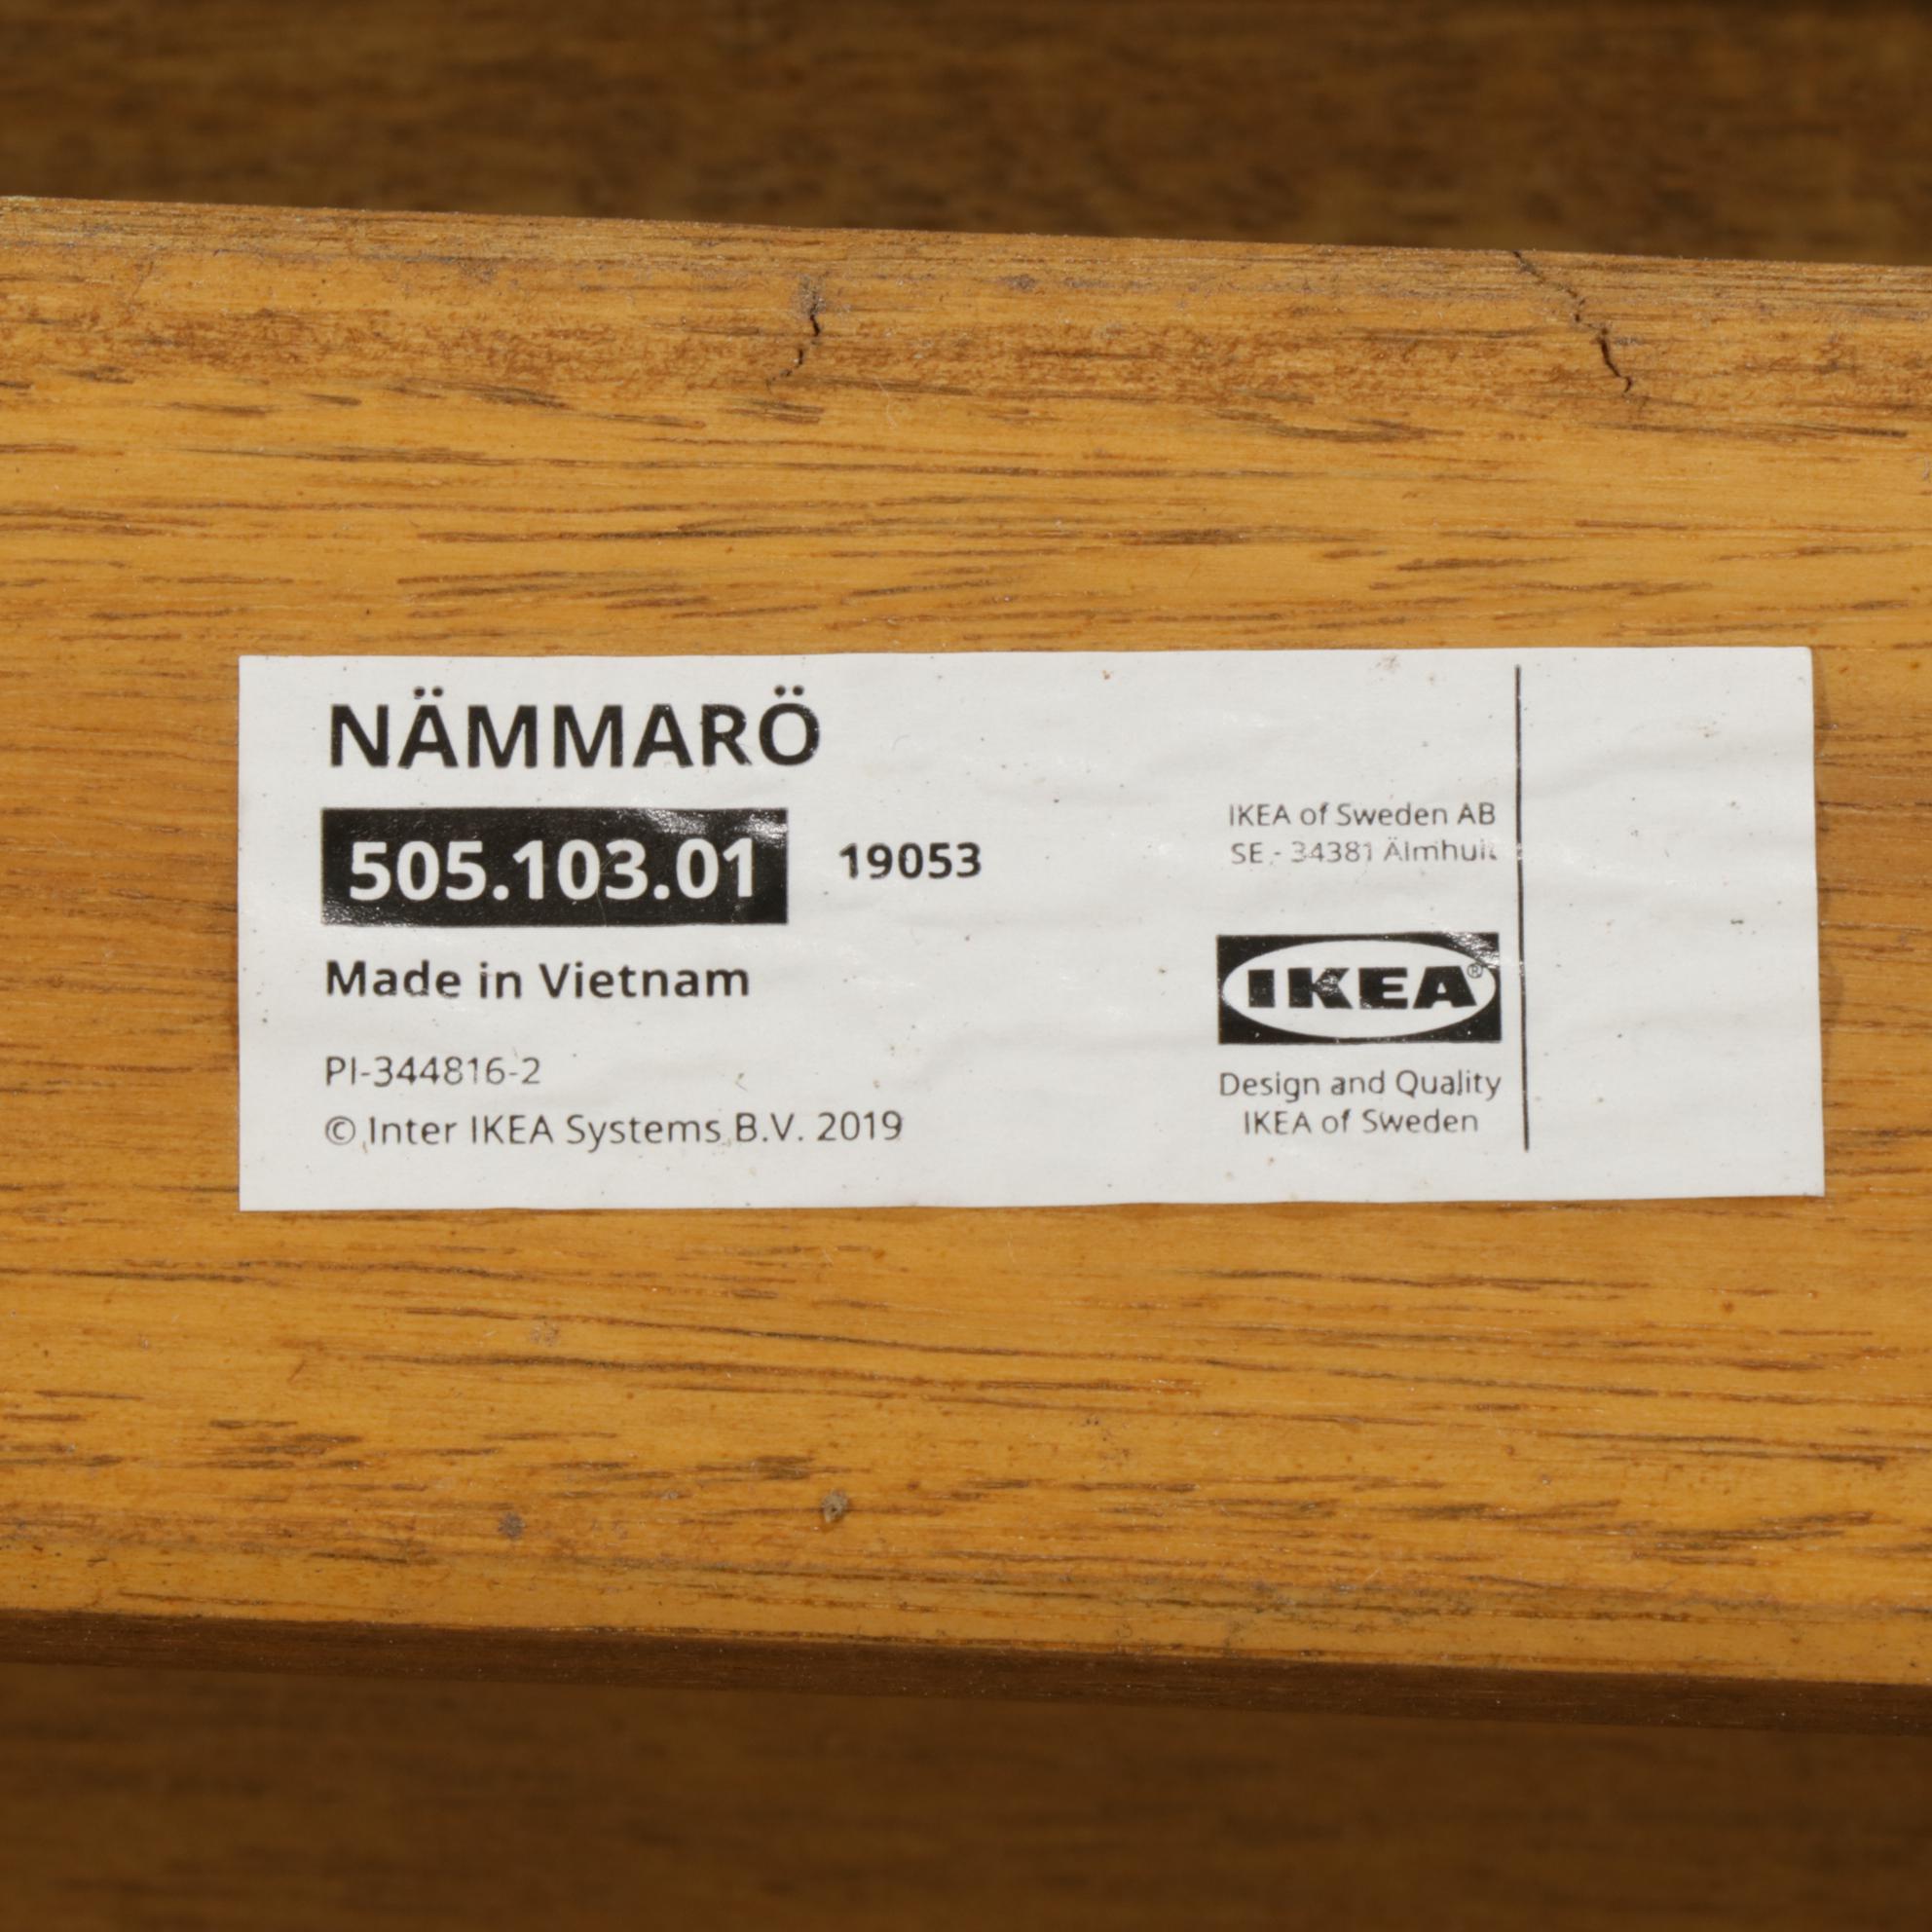 NÄMMARÖ
505.103.01 19053
Made in Vietnam
PI-344816-2
© Inter IKEA Systems B.V. 2019
IKEA of Sweden AB
SE - 34381 Älmhult
IKEA®
Design and Quality
IKEA of Sweden